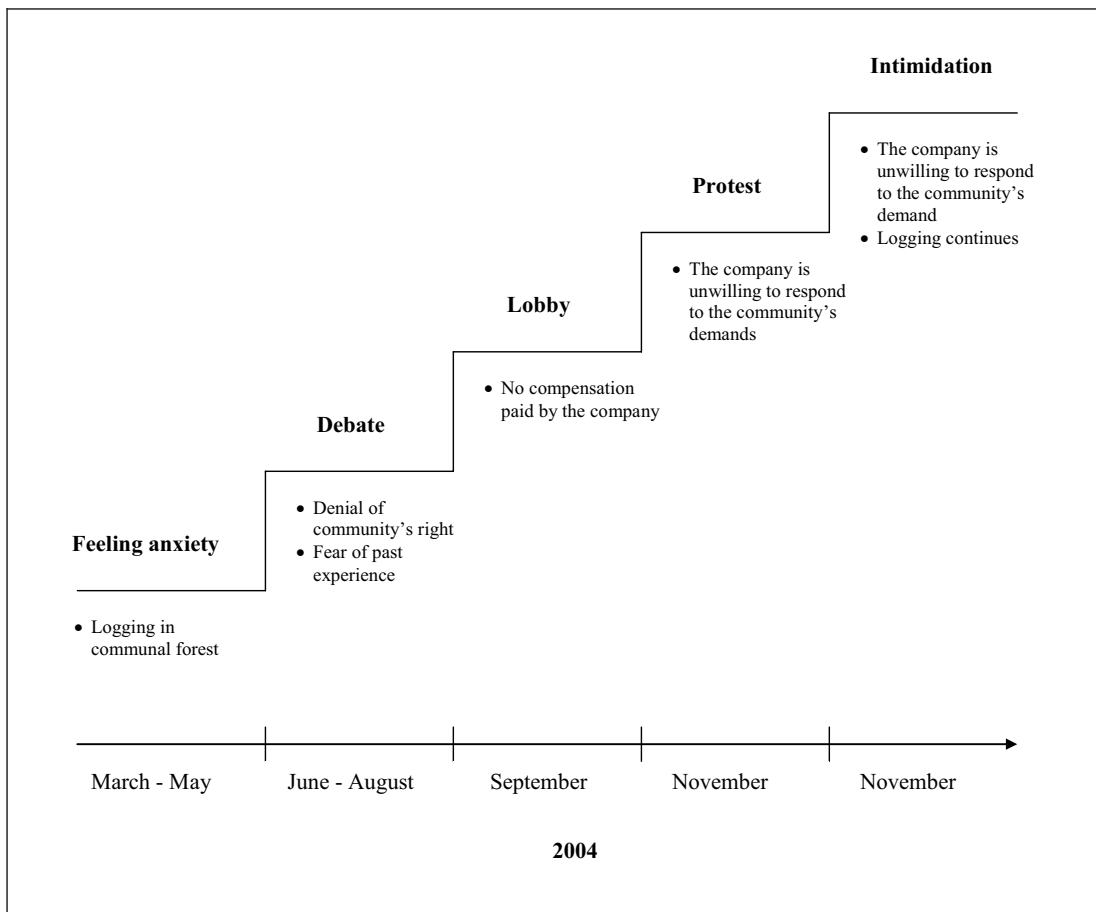 Intimidation
• The company is
unwilling to respond
to the community’s
demand
• Logging continues
Protest
• The company is
unwilling to respond
to the community’s
demands
Lobby
• No compensation
paid by the company
Debate
• Denial of
community’s right
• Fear of past
experience
Feeling anxiety
• Logging in
communal forest
March - May
June - August
September
November
November
2004